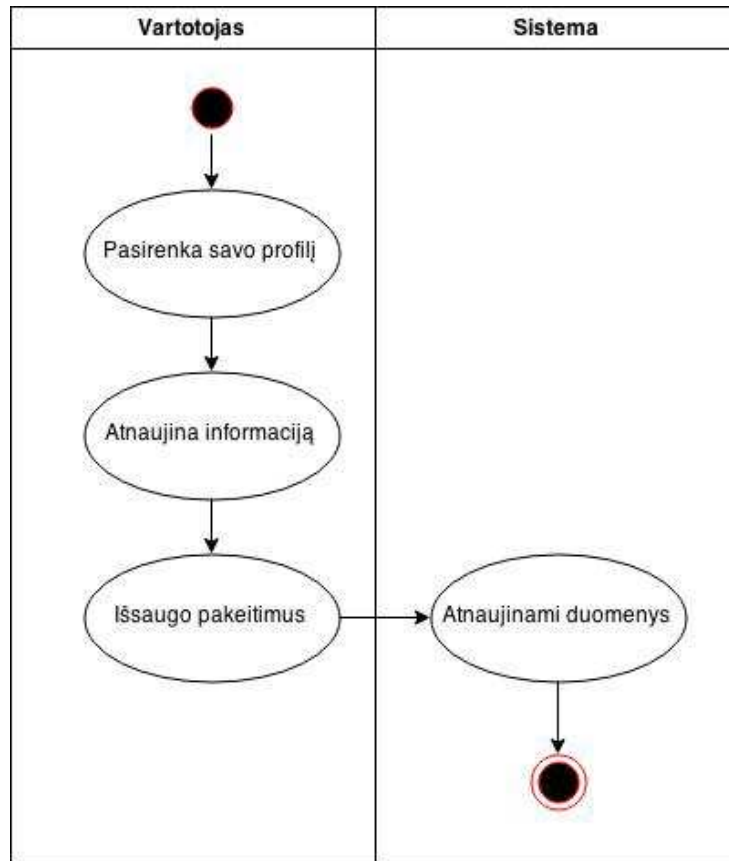 Vartotojas
Sistema
Pasirenka savo profilį
Atnaujina informaciją
Išsaugo pakeitimus
Atnaujinami duomenys